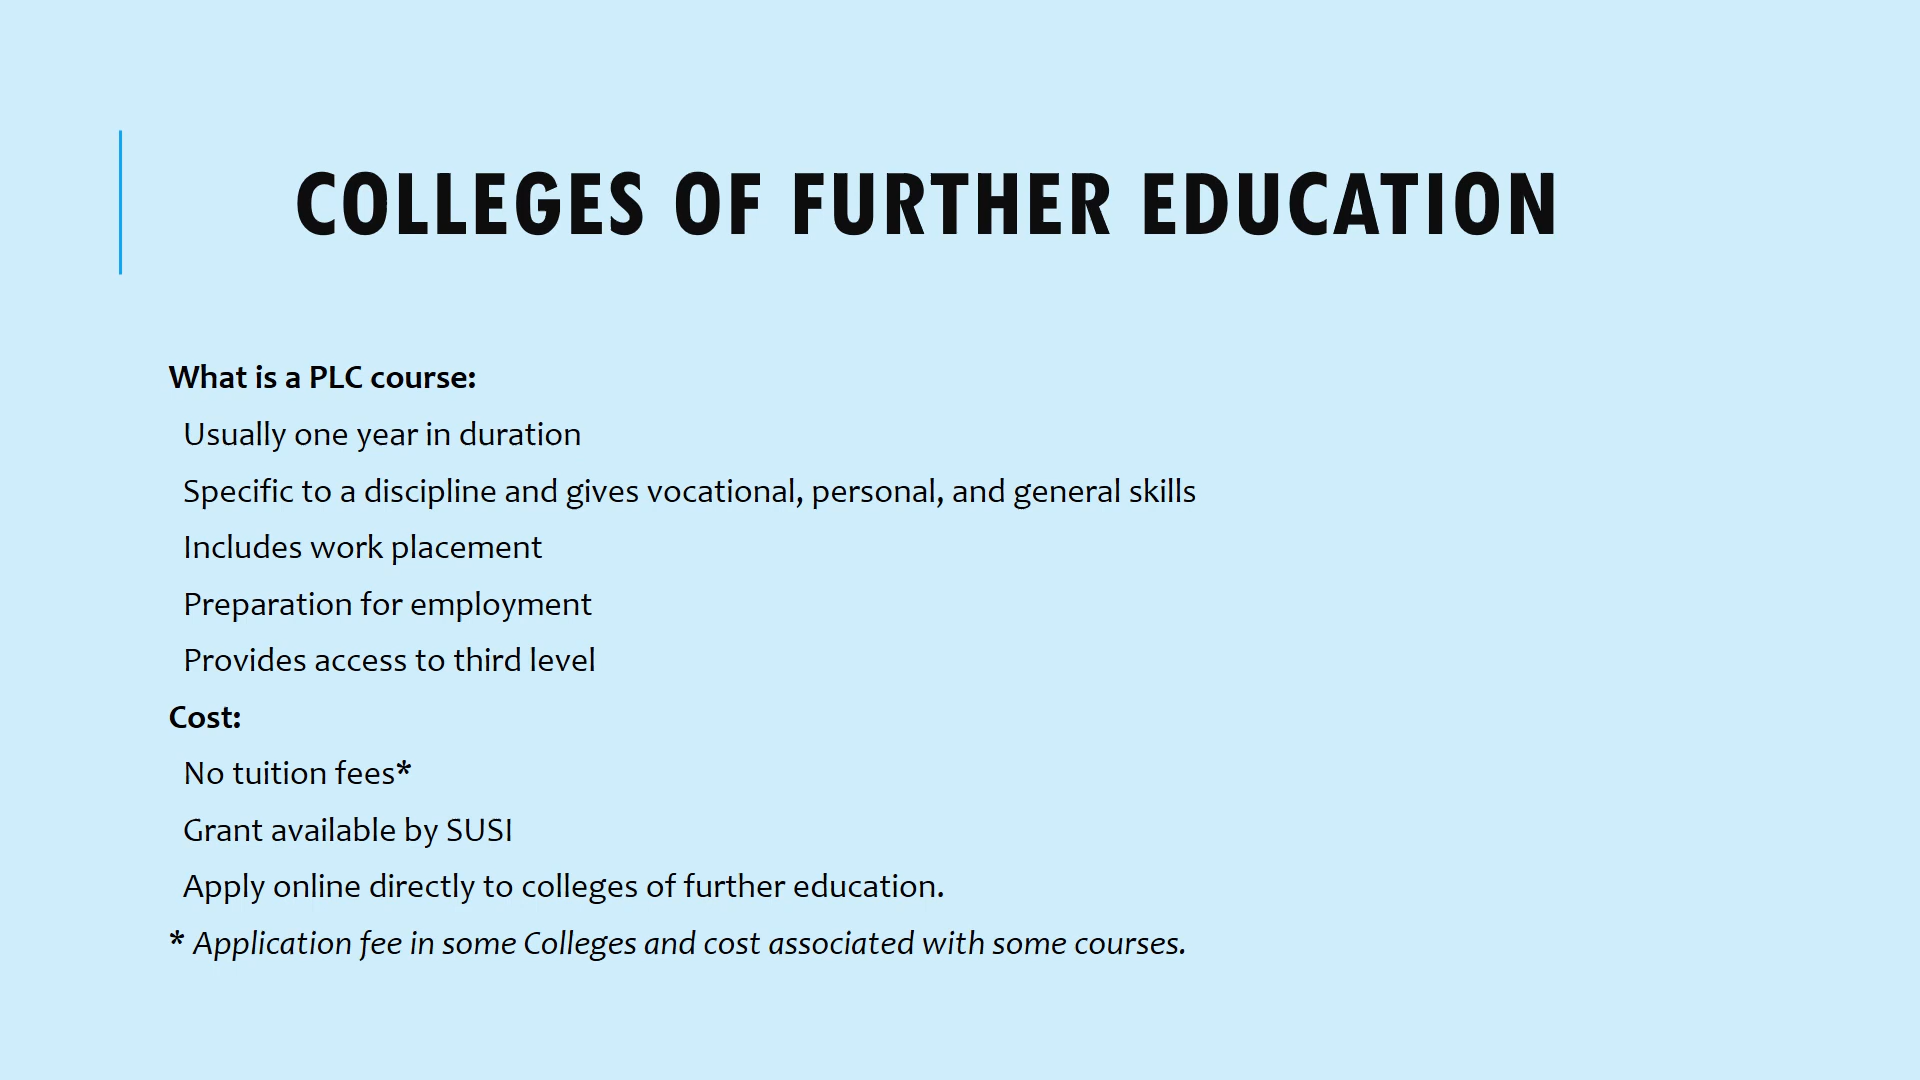 COLLEGES OF FURTHER EDUCATION
What is a PLC course:
Usually one year in duration
Specific to a discipline and gives vocational, personal, and general skills
Includes work placement
Preparation for employment
Provides access to third level
Cost:
No tuition fees*
Grant available by SUSI
Apply online directly to colleges of further education.
* Application fee in some Colleges and cost associated with some courses.